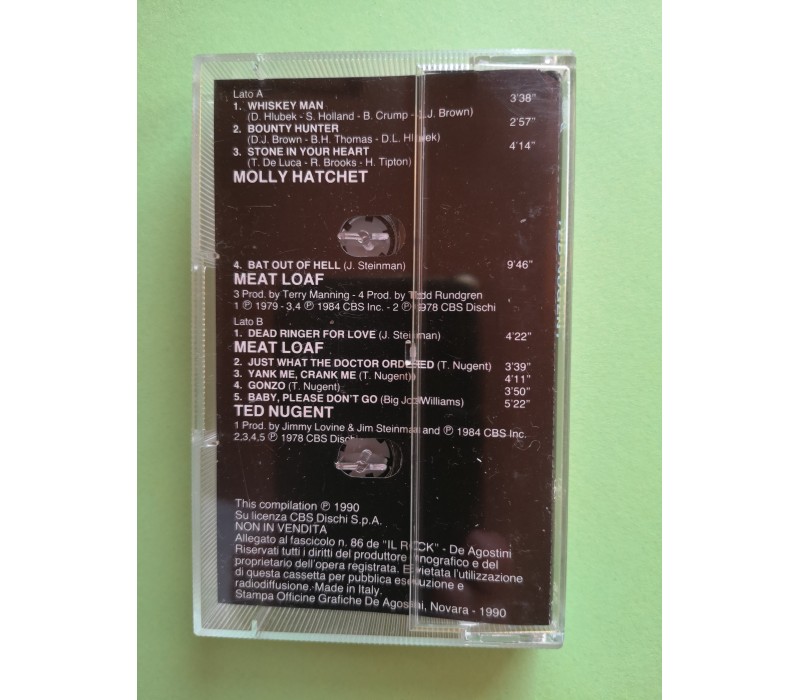 Lato A
1. WHISKEY MAN 3'38"
(D. Hlubek - S. Holland - B. Crump - J. Brown)
2. BOUNTY HUNTER 2'57"
(D.J. Brown - B.H. Thomas - D.L. Hlubek)
3. STONE IN YOUR HEART 4'14"
(T. De Luca - R. Brooks - H. Tipton)
MOLLY HATCHET
4. BAT OUT OF HELL (J. Steinman) 9'46"
MEAT LOAF
3 Prod. by Terry Manning - 4 Prod. by Todd Rundgren
1 ℗ 1979 - 3,4 ℗ 1984 CBS Inc. - 2 ℗ 1978 CBS Dischi
Lato B
1. DEAD RINGER FOR LOVE (J. Steinman) 4'22"
MEAT LOAF
2. JUST WHAT THE DOCTOR ORDERED (T. Nugent) 3'39"
3. YANK ME, CRANK ME (T. Nugent) 4'11"
4. GONZO (T. Nugent) 3'50"
5. BABY, PLEASE DON'T GO (Big Joe Williams) 5'22"
TED NUGENT
1 Prod. by Jimmy Lovine & Jim Steinman and ℗ 1984 CBS Inc.
2,3,4,5 ℗ 1978 CBS Dischi
This compilation ℗ 1990
Su licenza CBS Dischi S.p.A.
NON IN VENDITA
Allegato al fascicolo n. 86 de "IL ROCK" - De Agostini
Riservati tutti i diritti del produttore fonografico e del
proprietario dell'opera registrata. E' vietata l'utilizzazione
di questa cassetta per pubblica esecuzione e
radiodiffusione. Made in Italy.
Stampa Officine Grafiche De Agostini, Novara - 1990